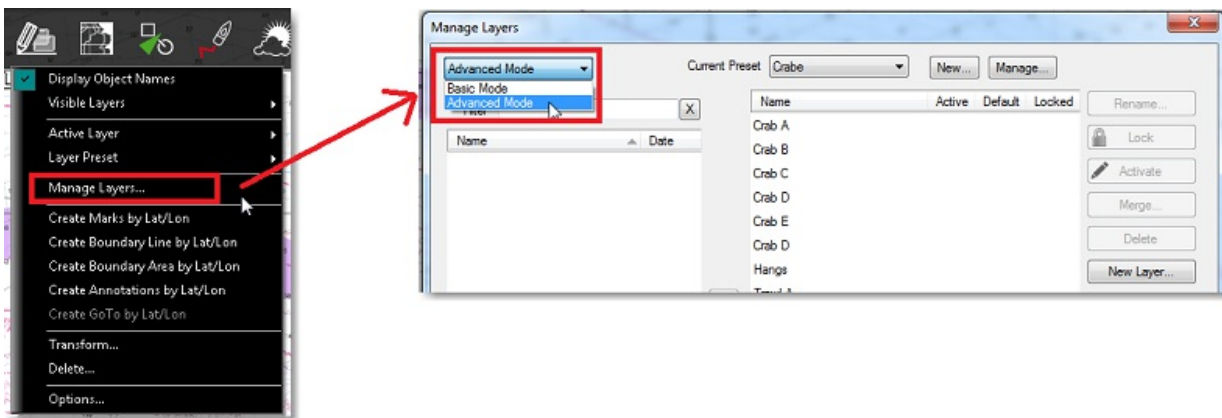 Display Object Names
Visible Layers
Active Layer
Layer Preset
Manage Layers...
Create Marks by Lat/Lon
Create Boundary Line by Lat/Lon
Create Boundary Area by Lat/Lon
Create Annotations by Lat/Lon
Create GoTo by Lat/Lon
Transform...
Delete...
Options...
Manage Layers
Advanced Mode
Current Preset Crabe New... Manage...
Basic Mode
Advanced Mode
Filter X
Name Date
Name Active Default Locked
Crab A
Crab B
Crab C
Crab D
Crab E
Crab D
Hangs
Rename...
Lock
Activate
Merge...
Delete
New Layer...